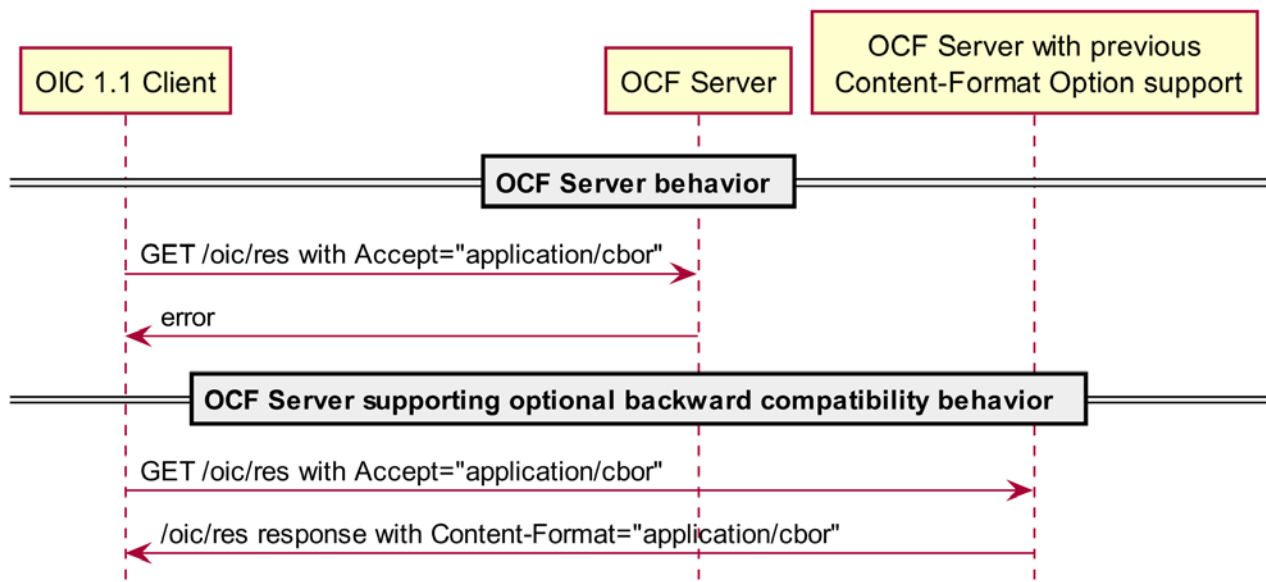 OIC 1.1 Client
OCF Server
OCF Server with previous
Content-Format Option support
OCF Server behavior
GET /oic/res with Accept="application/cbor"
error
OCF Server supporting optional backward compatibility behavior
GET /oic/res with Accept="application/cbor"
/oic/res response with Content-Format="application/cbor"